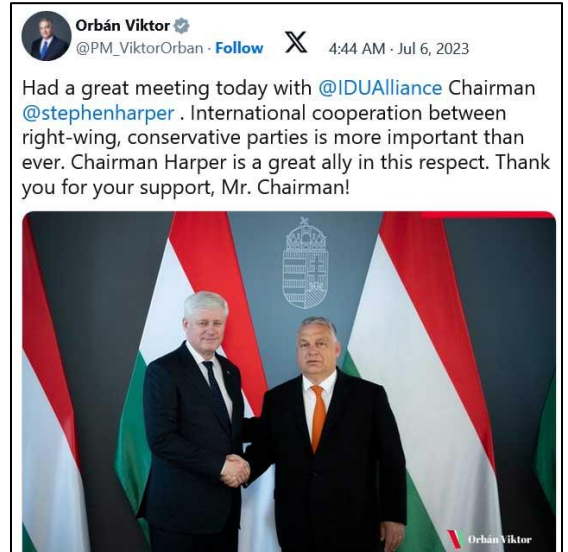 Orbán Viktor
@PM_ViktorOrban · Follow X 4:44 AM · Jul 6, 2023
Had a great meeting today with @IDUAlliance Chairman
@stephenharper . International cooperation between
right-wing, conservative parties is more important than
ever. Chairman Harper is a great ally in this respect. Thank
you for your support, Mr. Chairman!
Orbán Viktor